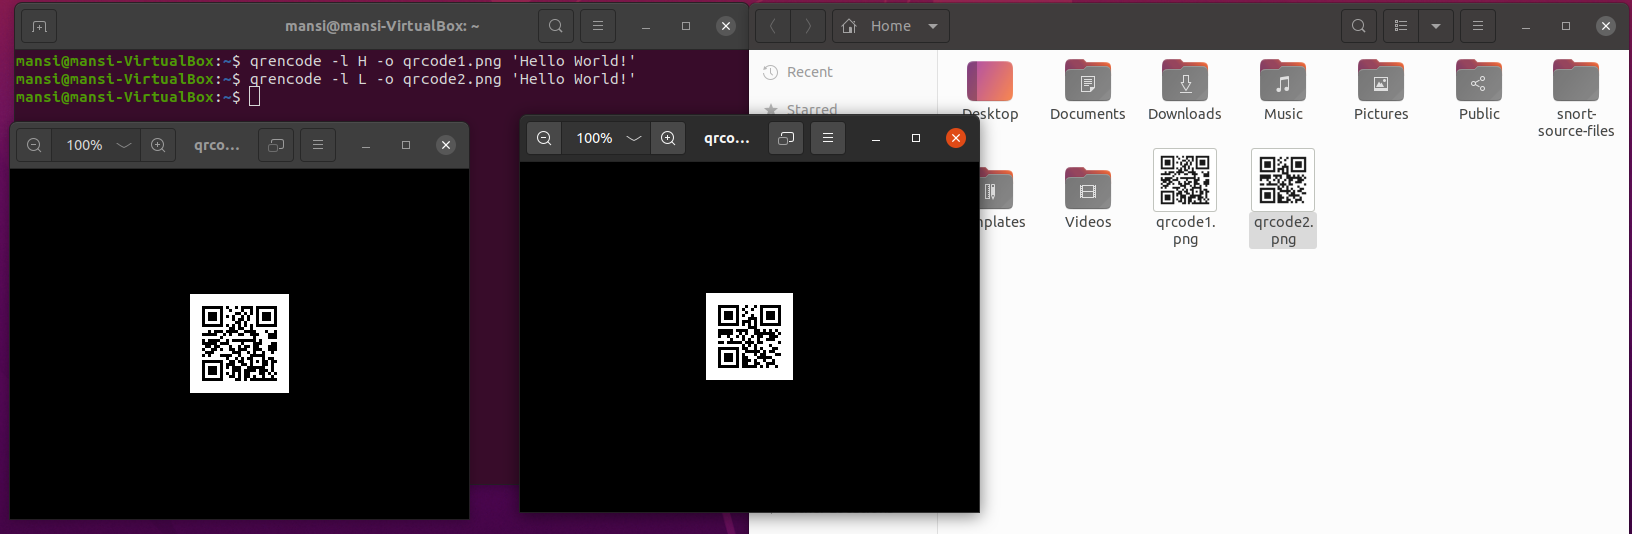 mansi@mansi-VirtualBox: ~
mansi@mansi-VirtualBox:~$ qrencode -l H -o qrcode1.png 'Hello World!'
mansi@mansi-VirtualBox:~$ qrencode -l L -o qrcode2.png 'Hello World!'
mansi@mansi-VirtualBox:~$
100%
qrco...
100%
qrco...
Home
Recent
Starred
Desktop
Documents
Downloads
Music
Pictures
Public
snort-
source-files
mplates
Videos
qrcode1.
png
qrcode2.
png